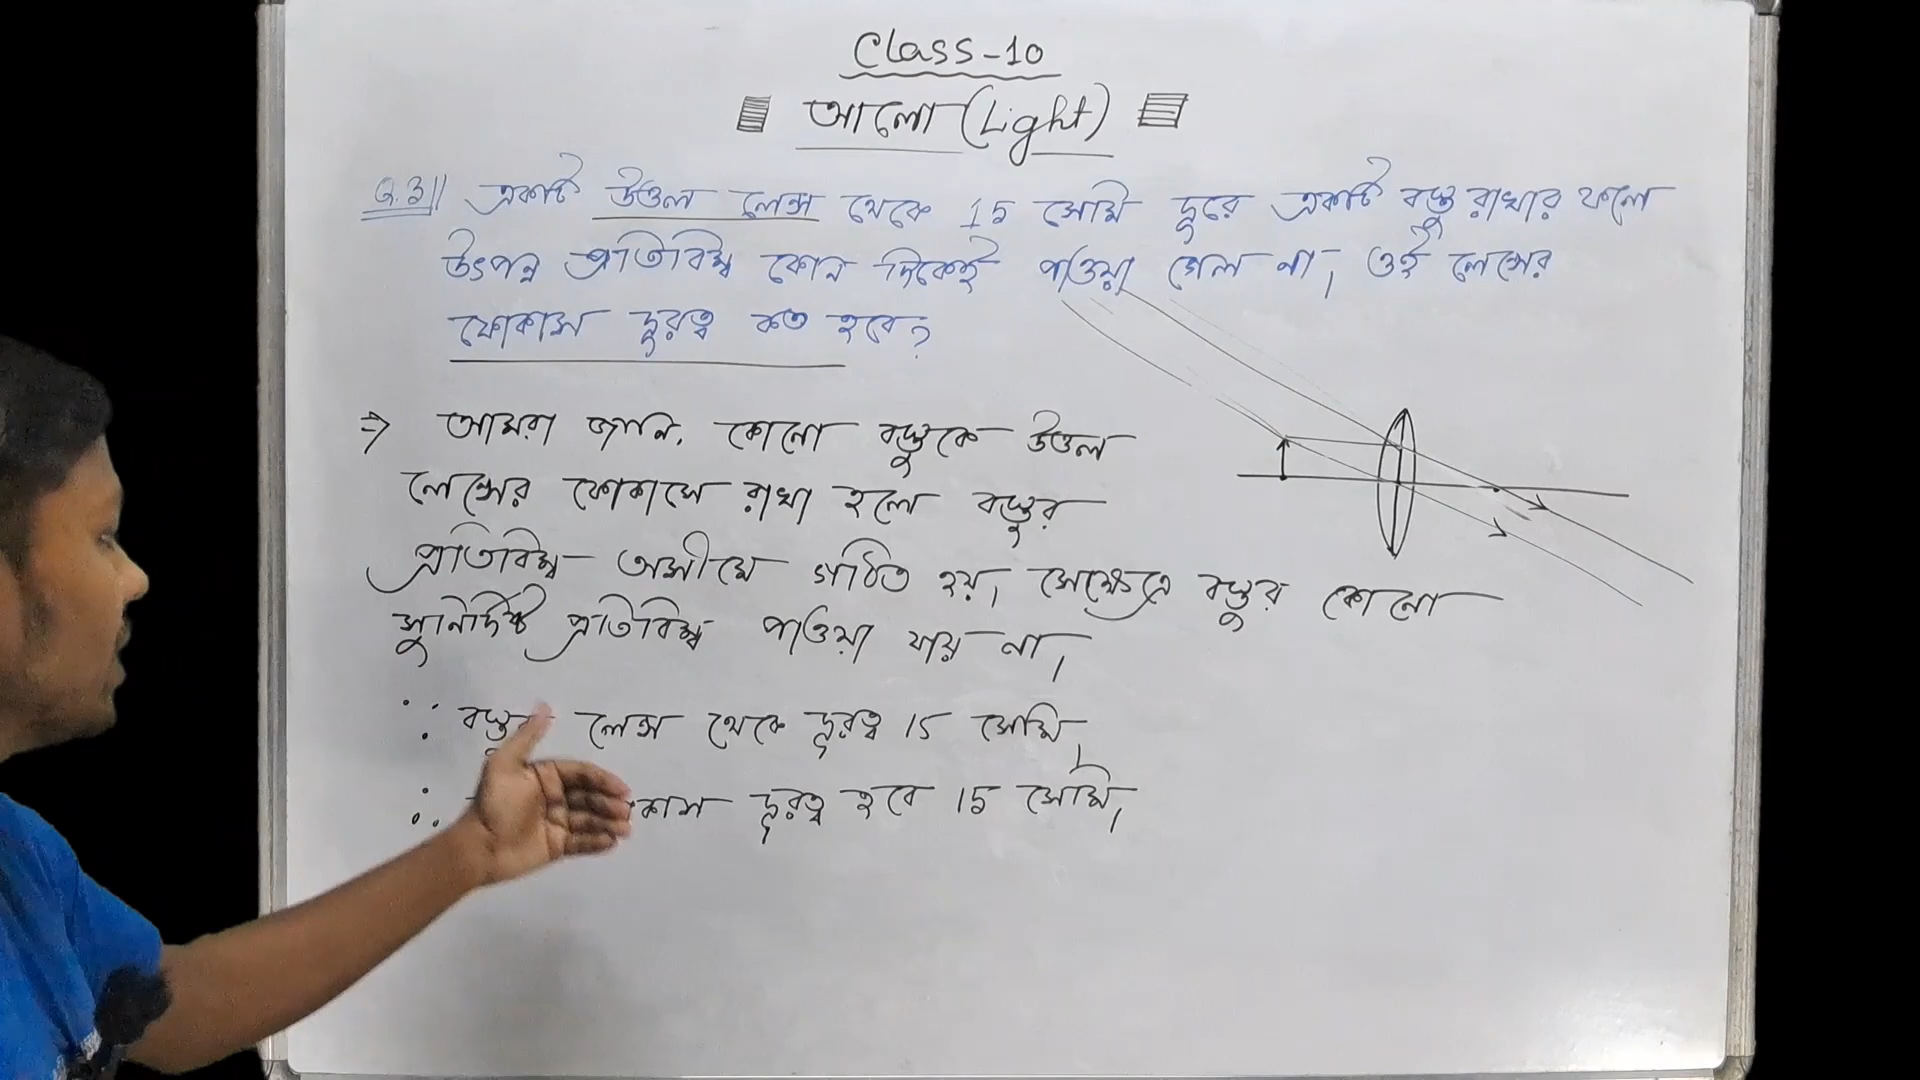 Class-10
আলো (Light)
Q.3|| একটি উত্তল লেন্স থেকে 15 সেমি দূরে একটি বস্তু রাখার ফলে
উৎপন্ন প্রতিবিম্ব কোন দিকেই পাওয়া গেল না, ওই লেন্সের
ফোকাস দূরত্ব কত হবে?
⇒ আমরা জানি, কোনো বস্তুকে উত্তল
লেন্সের ফোকাসে রাখা হলে বস্তুর
প্রতিবিম্ব অসীমে গঠিত হয়। সেক্ষেত্রে বস্তুর কোনো
সুনির্দিষ্ট প্রতিবিম্ব পাওয়া যায় না।
∵ বস্তুর লেন্স থেকে দূরত্ব 15 সেমি,
∴ দূরত্ব হবে 15 সেমি।